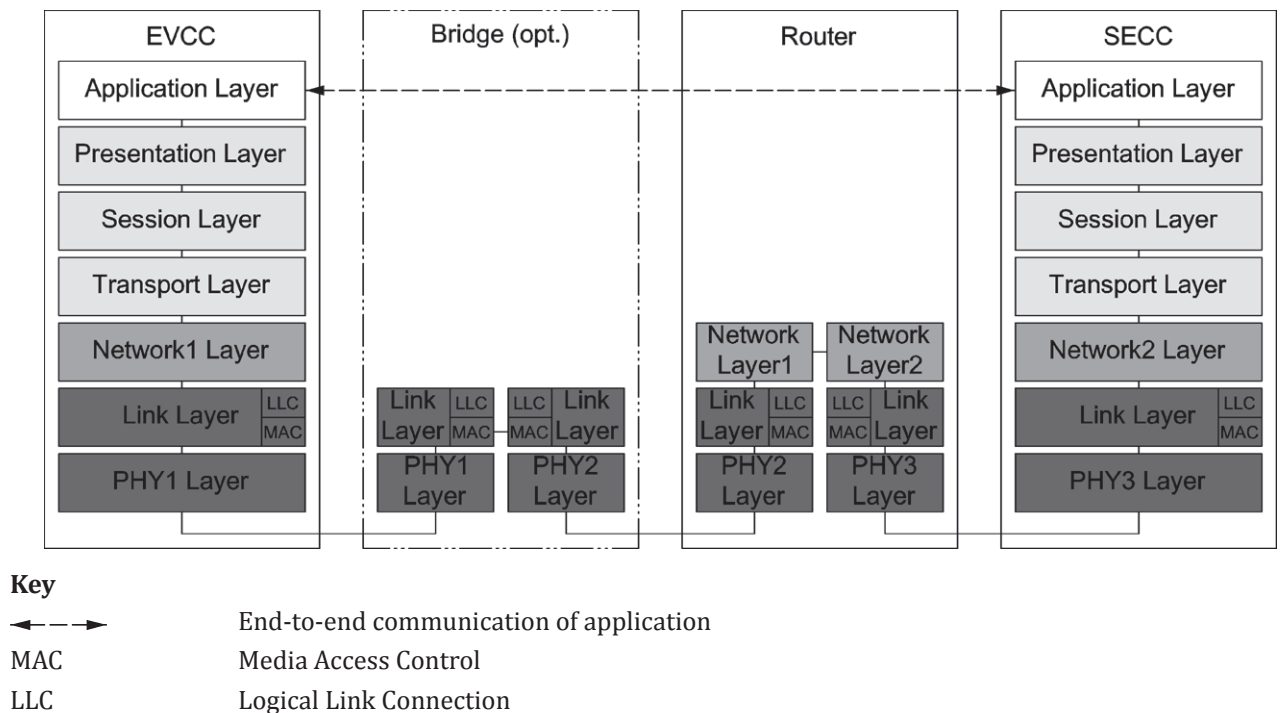 EVCC
Application Layer
Presentation Layer
Session Layer
Transport Layer
Network1 Layer
Link Layer
LLC
MAC
PHY1 Layer
Bridge (opt.)
Link
Layer
LLC
MAC
LLC
MAC
Link
Layer
PHY1
Layer
PHY2
Layer
Router
Network
Layer1
Network
Layer2
Link
Layer
LLC
MAC
LLC
MAC
Link
Layer
PHY2
Layer
PHY3
Layer
SECC
Application Layer
Presentation Layer
Session Layer
Transport Layer
Network2 Layer
Link Layer
LLC
MAC
PHY3 Layer
Key
End-to-end communication of application
MAC Media Access Control
LLC Logical Link Connection